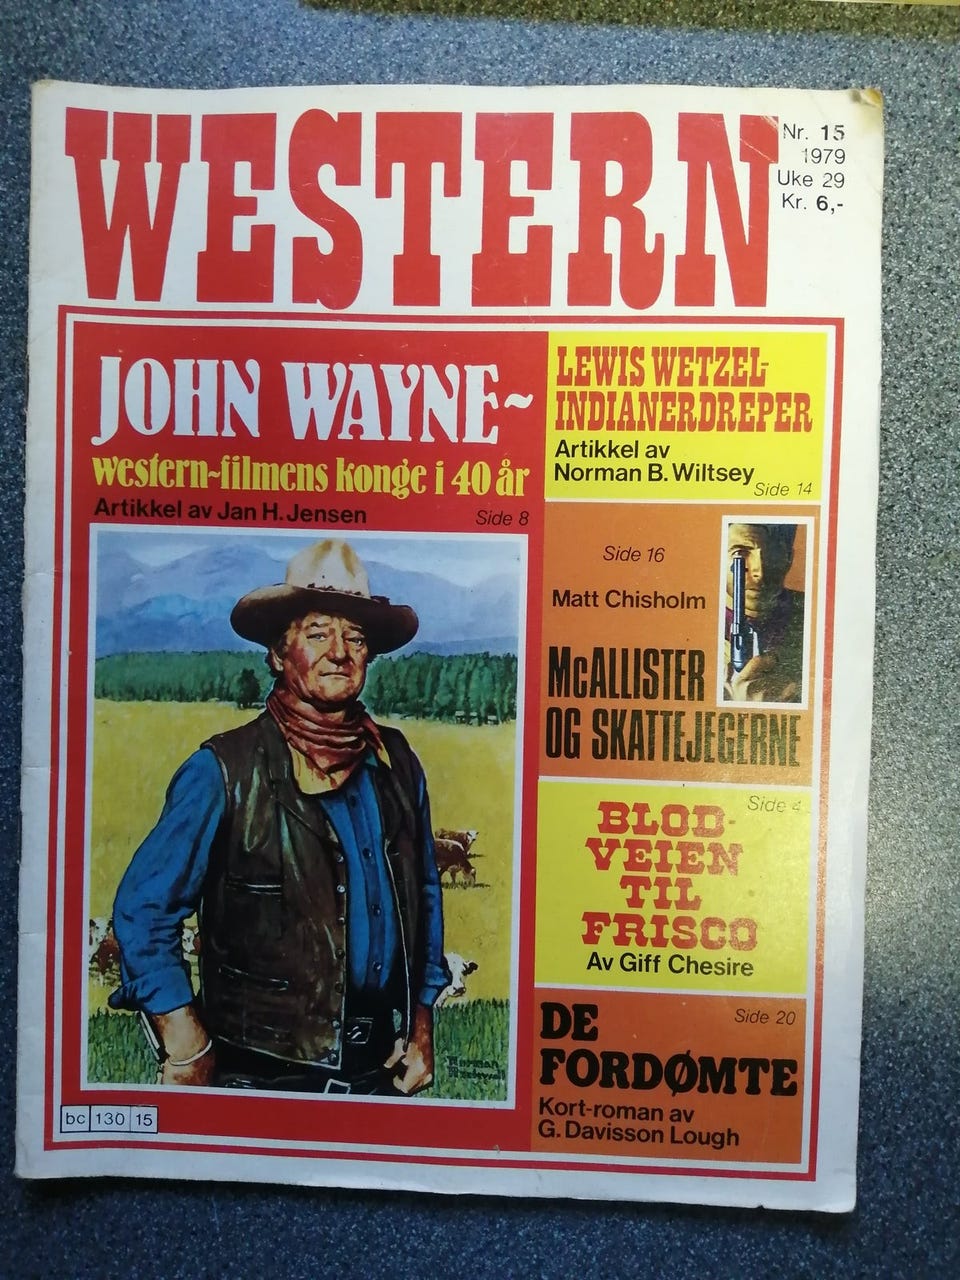 WESTERN
Nr. 15
1979
Uke 29
Kr. 6,-
JOHN WAYNE~
western-filmens konge i 40 år
Artikkel av Jan H. Jensen
Side 8
LEWIS WETZEL-
INDIANERDREPER
Artikkel av
Norman B. Wiltsey
Side 14
Side 16
Matt Chisholm
McALLISTER
OG SKATTEJEGERNE
Side 4
BLOD-
VEIEN
TIL
FRISCO
Av Giff Chesire
DE
Side 20
FORDØMTE
Kort-roman av
G. Davisson Lough
Norman
Rockwell
bc 130 15